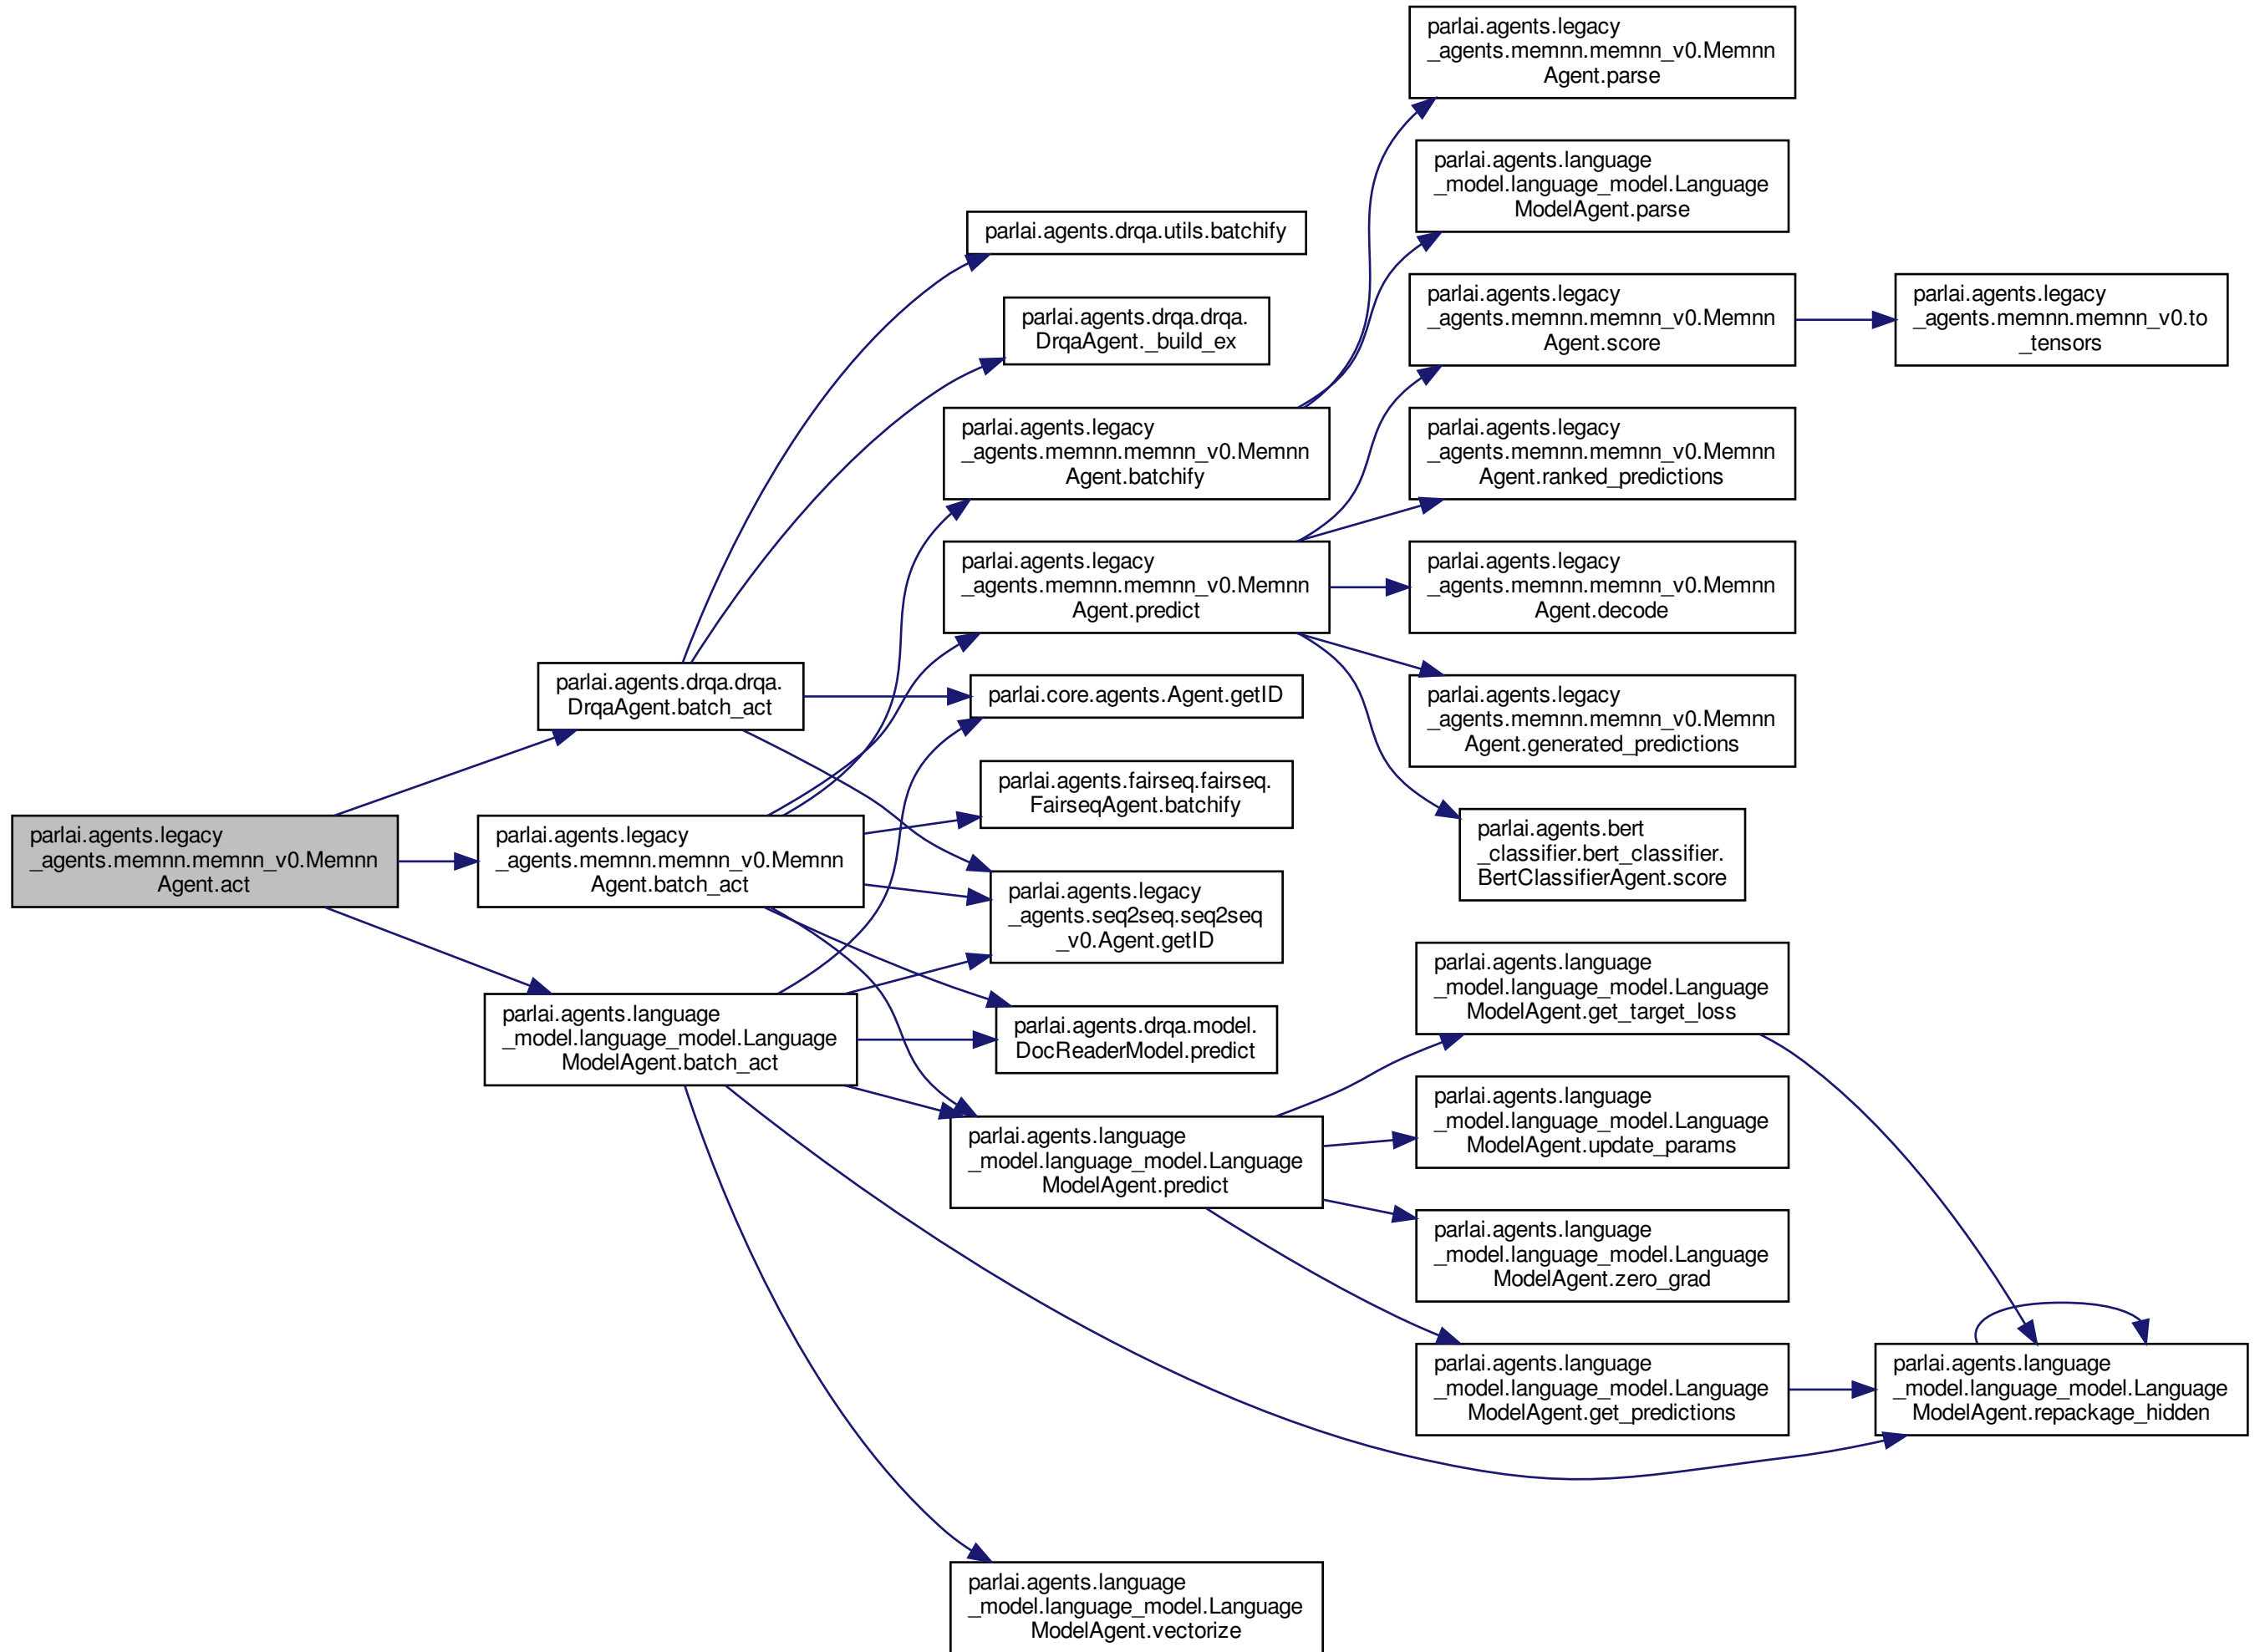 parlai.agents.legacy
_agents.memnn.memnn_v0.Memnn
Agent.act
parlai.agents.drqa.drqa.
DrqaAgent.batch_act
parlai.agents.legacy
_agents.memnn.memnn_v0.Memnn
Agent.batch_act
parlai.agents.language
_model.language_model.Language
ModelAgent.batch_act
parlai.agents.drqa.utils.batchify
parlai.agents.drqa.drqa.
DrqaAgent._build_ex
parlai.agents.legacy
_agents.memnn.memnn_v0.Memnn
Agent.batchify
parlai.agents.legacy
_agents.memnn.memnn_v0.Memnn
Agent.predict
parlai.core.agents.Agent.getID
parlai.agents.fairseq.fairseq.
FairseqAgent.batchify
parlai.agents.legacy
_agents.seq2seq.seq2seq
_v0.Agent.getID
parlai.agents.drqa.model.
DocReaderModel.predict
parlai.agents.language
_model.language_model.Language
ModelAgent.predict
parlai.agents.language
_model.language_model.Language
ModelAgent.vectorize
parlai.agents.legacy
_agents.memnn.memnn_v0.Memnn
Agent.parse
parlai.agents.language
_model.language_model.Language
ModelAgent.parse
parlai.agents.legacy
_agents.memnn.memnn_v0.Memnn
Agent.score
parlai.agents.legacy
_agents.memnn.memnn_v0.Memnn
Agent.ranked_predictions
parlai.agents.legacy
_agents.memnn.memnn_v0.Memnn
Agent.decode
parlai.agents.legacy
_agents.memnn.memnn_v0.Memnn
Agent.generated_predictions
parlai.agents.bert
_classifier.bert_classifier.
BertClassifierAgent.score
parlai.agents.language
_model.language_model.Language
ModelAgent.get_target_loss
parlai.agents.language
_model.language_model.Language
ModelAgent.update_params
parlai.agents.language
_model.language_model.Language
ModelAgent.zero_grad
parlai.agents.language
_model.language_model.Language
ModelAgent.get_predictions
parlai.agents.legacy
_agents.memnn.memnn_v0.to
_tensors
parlai.agents.language
_model.language_model.Language
ModelAgent.repackage_hidden